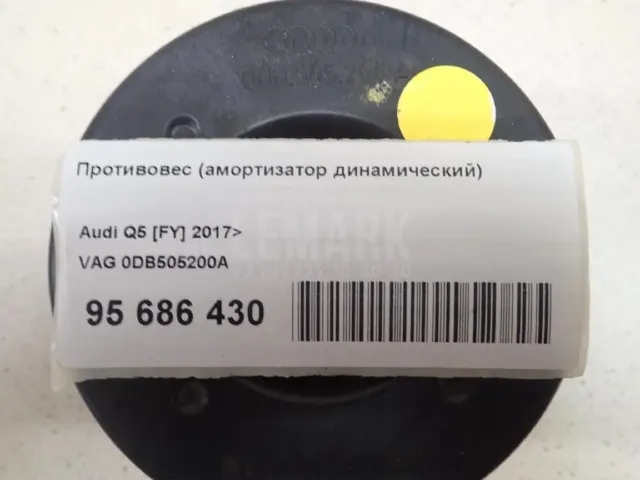 Противовес (амортизатор динамический)
Audi Q5 [FY] 2017>
VAG 0DB505200A
95 686 430